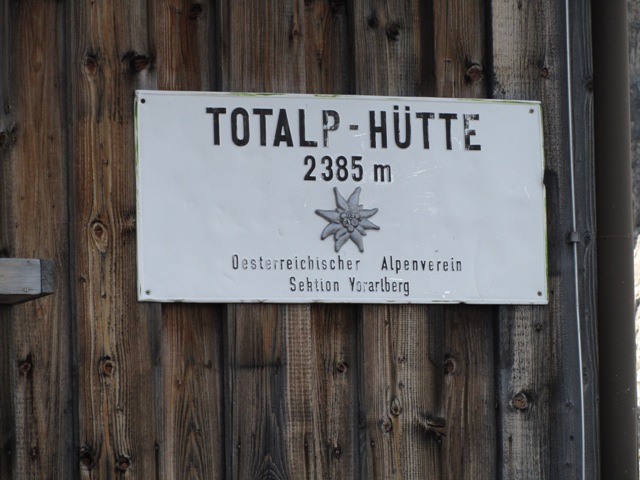 TOTALP-HÜTTE
2385 m
Oesterreichischer Alpenverein
Sektion Vorarlberg